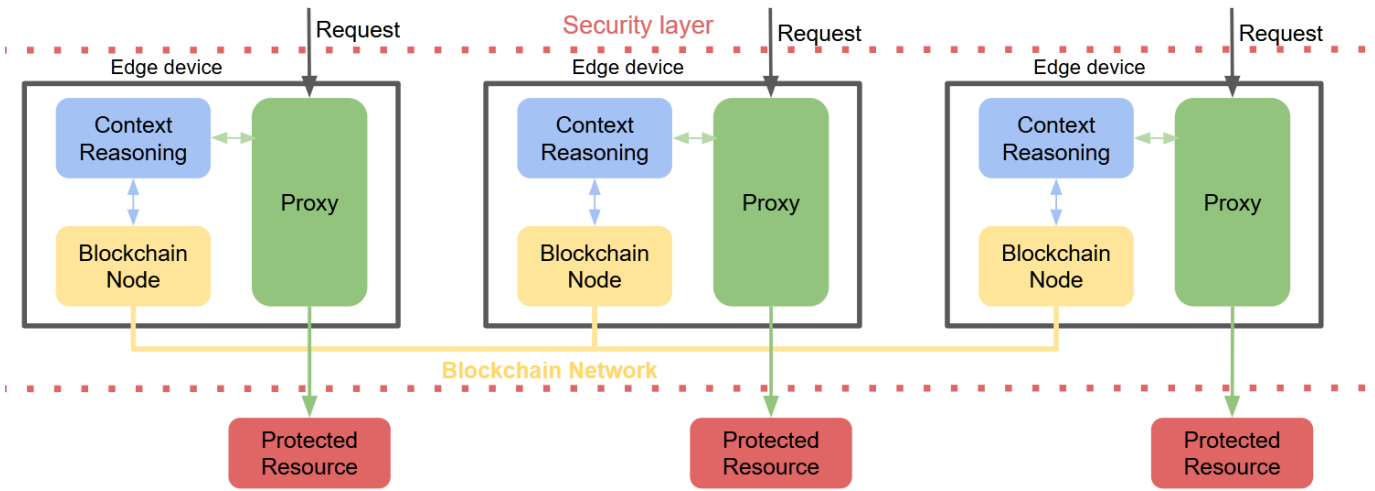 Security layer
Request
Request
Request
Edge device
Edge device
Edge device
Context
Reasoning
Proxy
Blockchain
Node
Context
Reasoning
Proxy
Blockchain
Node
Context
Reasoning
Proxy
Blockchain
Node
Blockchain Network
Protected
Resource
Protected
Resource
Protected
Resource